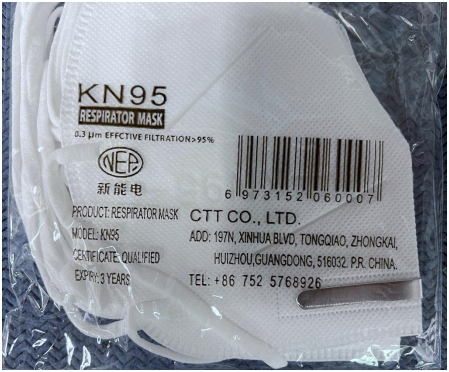 KN95
RESPIRATOR MASK
0.3 µm EFFCTIVE FILTRATION>95%
NEP
新能电
6 973152 060007
PRODUCT: RESPIRATOR MASK
MODEL: KN95
CERTIFICATE: QUALIFIED
EXPIRY: 3 YEARS
CTT CO., LTD.
ADD: 197N, XINHUA BLVD, TONGQIAO, ZHONGKAI,
HUIZHOU,GUANGDONG, 516032. P.R. CHINA.
TEL: +86 752 5768926